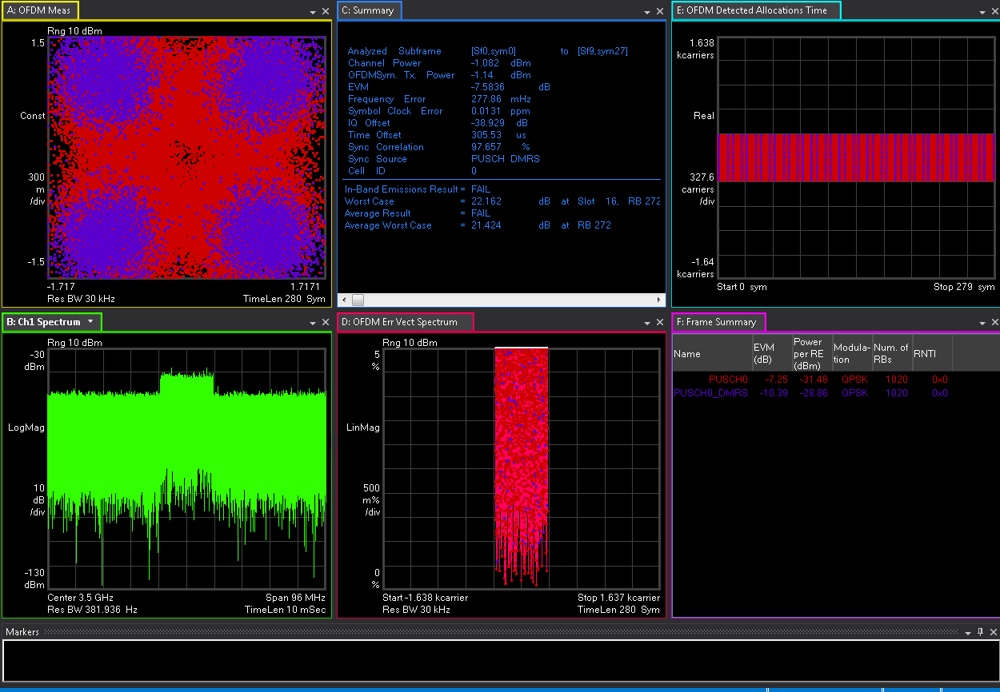 A: OFDM Meas
Rng 10 dBm
1.5
Const
300
m
/div
-1.5
-1.717
1.7171
Res BW 30 kHz
TimeLen 280 Sym
C: Summary
Analyzed Subframe [Sf0,sym0] to [Sf9,sym27]
Channel Power -1.082 dBm
OFDMSym. Tx. Power -1.14 dBm
EVM -7.5836 dB
Frequency Error 277.86 mHz
Symbol Clock Error 0.0131 ppm
IQ Offset -38.929 dB
Time Offset 305.53 us
Sync Correlation 97.657 %
Sync Source PUSCH DMRS
Cell ID 0
In-Band Emissions Result = FAIL
Worst Case = 22.162 dB at Slot 16, RB 272
Average Result = FAIL
Average Worst Case = 21.424 dB at RB 272
E: OFDM Detected Allocations Time
1.638
kcarriers
Real
327.6
carriers
/div
-1.64
kcarriers
Start 0 sym
Stop 279 sym
B: Ch1 Spectrum
Rng 10 dBm
-30
dBm
LogMag
10
dB
/div
-130
dBm
Center 3.5 GHz
Span 96 MHz
Res BW 381.936 Hz
TimeLen 10 mSec
D: OFDM Err Vect Spectrum
Rng 10 dBm
5
%
LinMag
500
m%
/div
0
%
Start -1.638 kcarrier
Stop 1.637 kcarrier
Res BW 30 kHz
TimeLen 280 Sym
F: Frame Summary
Name EVM (dB) Power per RE (dBm) Modula-tion Num. of RBs RNTI
PUSCH0 -7.25 -31.48 QPSK 1020 0x0
PUSCH0_DMRS -10.39 -28.86 QPSK 1020 0x0
Markers